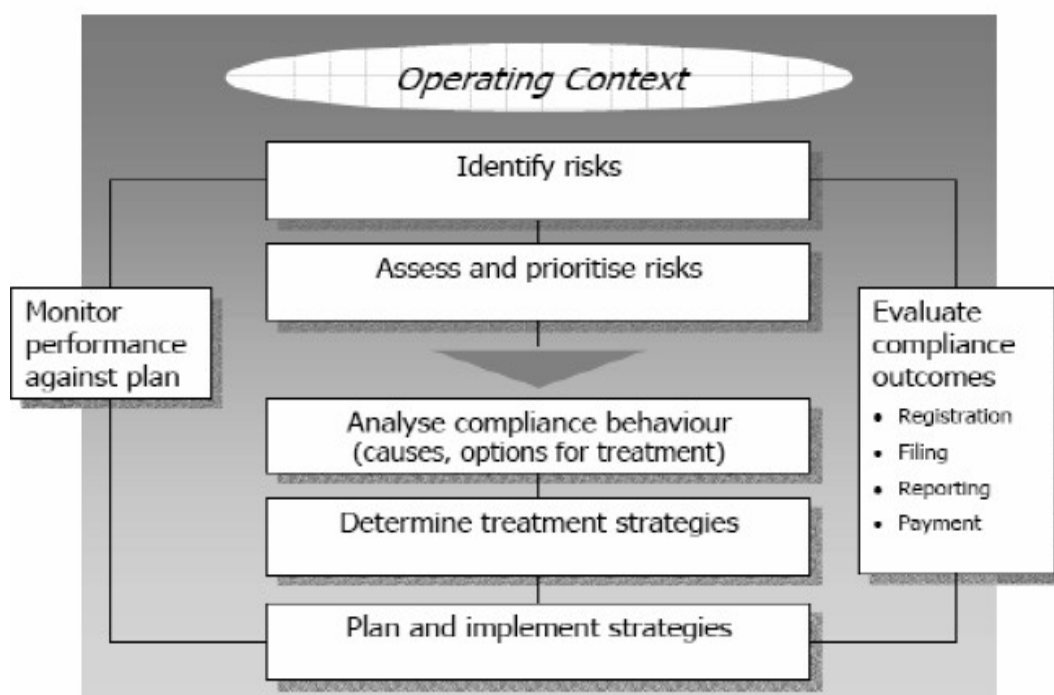 Operating Context
Identify risks
Assess and prioritise risks
Monitor
performance
against plan
Evaluate
compliance
outcomes
• Registration
• Filing
• Reporting
• Payment
Analyse compliance behaviour
(causes, options for treatment)
Determine treatment strategies
Plan and implement strategies